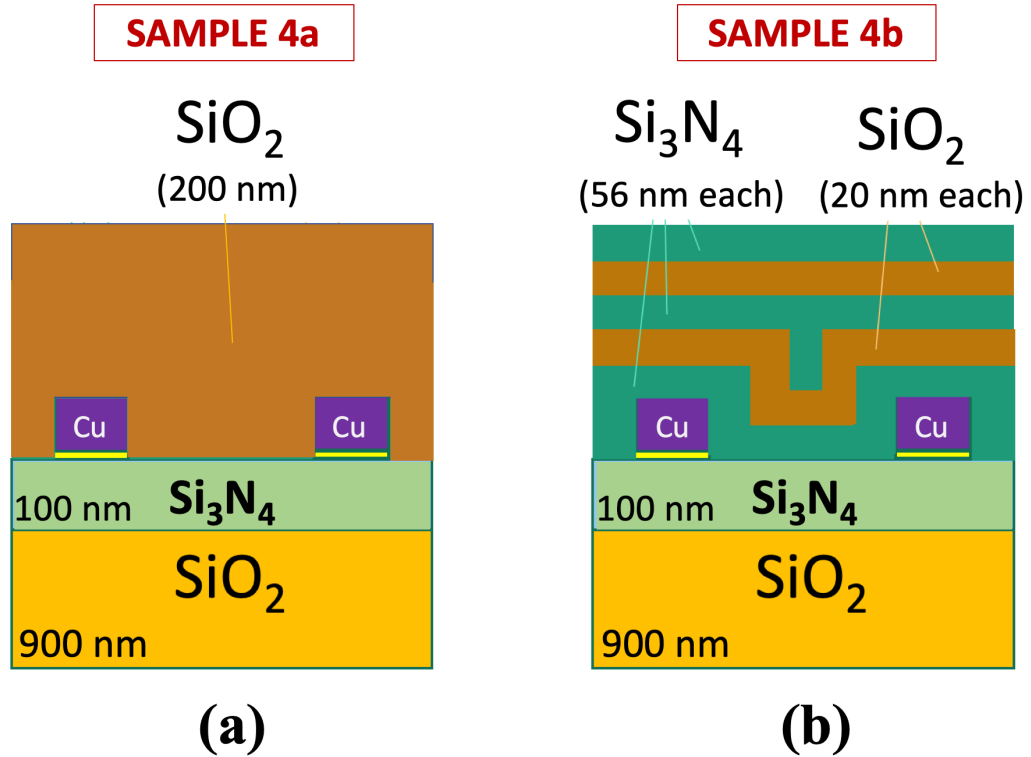 SAMPLE 4a
SAMPLE 4b
SiO₂
(200 nm)
Si₃N₄
(56 nm each)
SiO₂
(20 nm each)
Cu
Cu
100 nm
Si₃N₄
SiO₂
900 nm
Cu
Cu
100 nm
Si₃N₄
SiO₂
900 nm
(a)
(b)